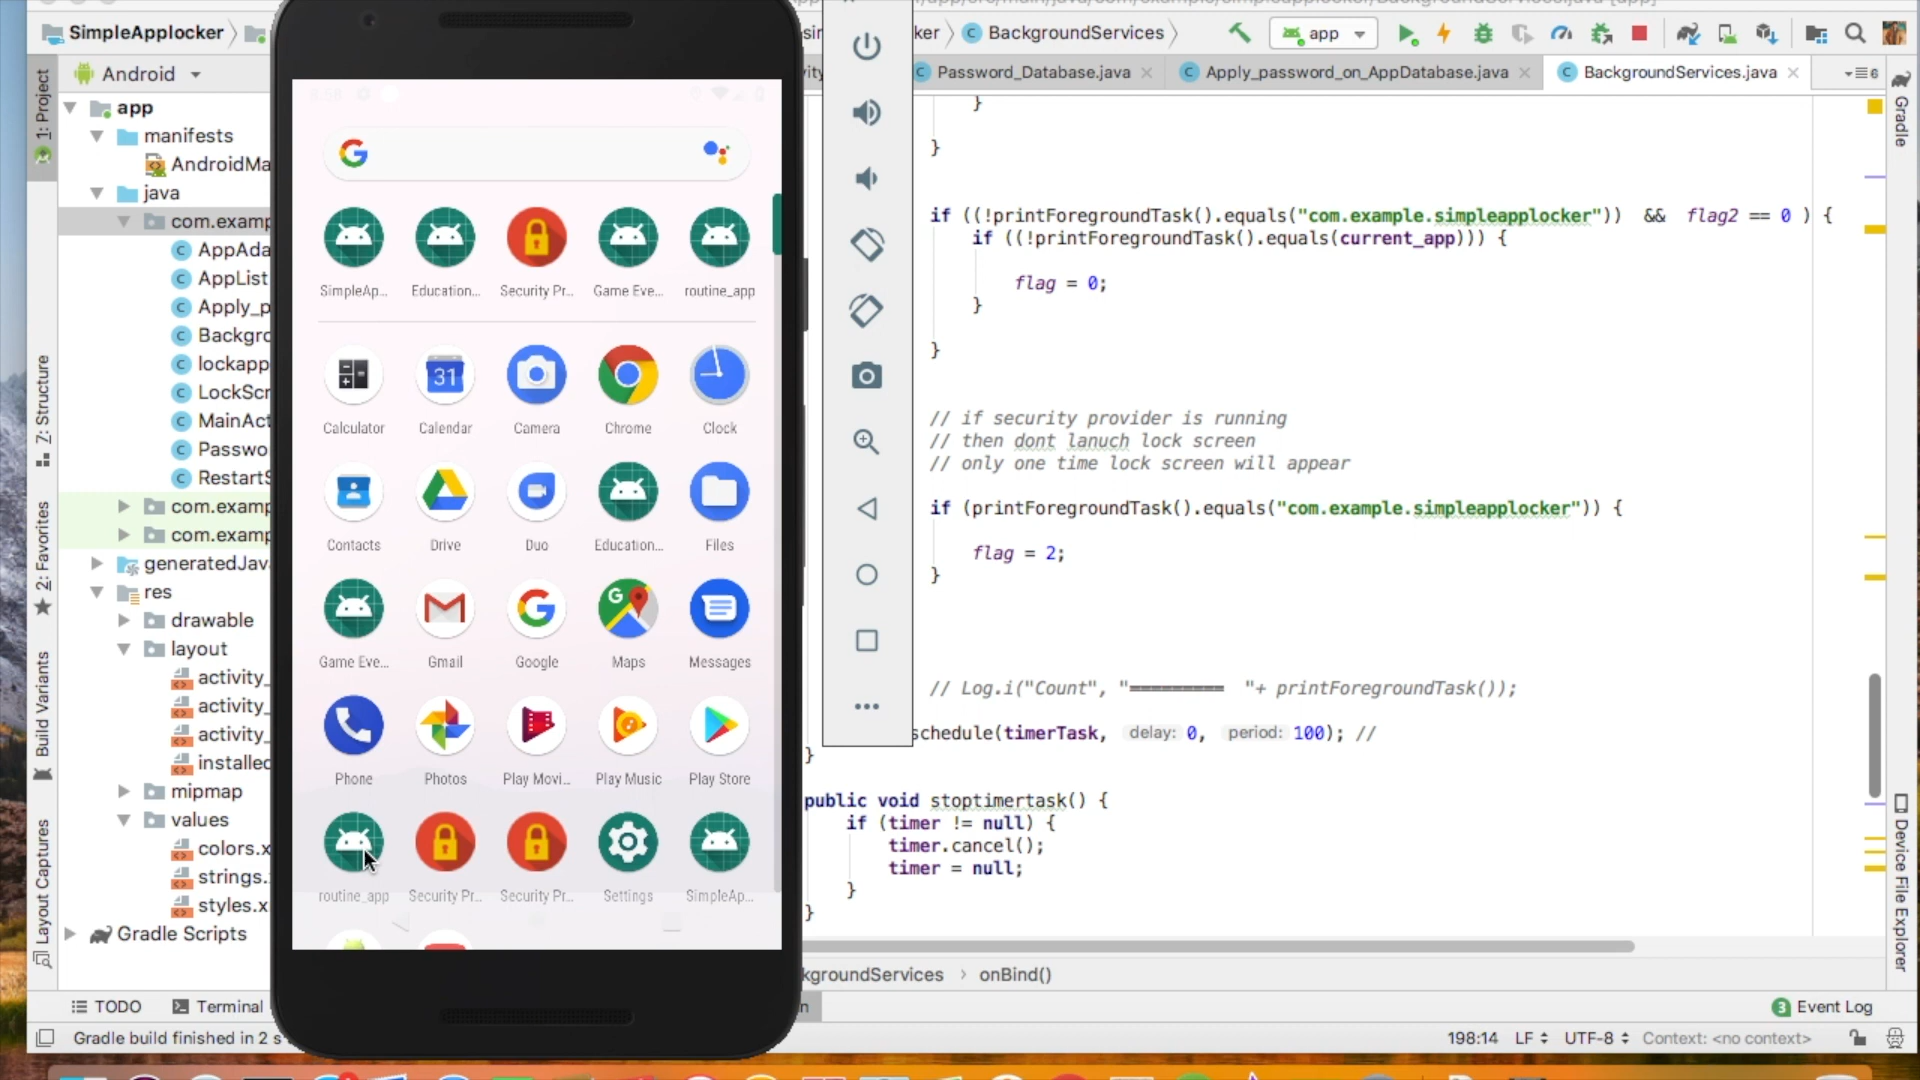 SimpleApplocker
ker
BackgroundServices
app
Android
Password_Database.java
Apply_password_on_AppDatabase.java
BackgroundServices.java
6
1: Project
Gradle
app
manifests
AndroidMa
java
com.examp
AppAda
AppList
Apply_p
Backgro
lockapp
LockScr
MainAct
Passwo
RestartS
com.examp
com.examp
generatedJav
res
drawable
layout
activity_
activity_
activity_
installed
mipmap
values
colors.x
strings.
styles.x
Gradle Scripts
7: Structure
2: Favorites
Build Variants
Layout Captures
SimpleAp...
Education...
Security Pr...
Game Eve...
routine_app
31
Calculator
Calendar
Camera
Chrome
Clock
Contacts
Drive
Duo
Education...
Files
Game Eve...
Gmail
Google
Maps
Messages
Phone
Photos
Play Movi...
Play Music
Play Store
routine_app
Security Pr...
Security Pr...
Settings
SimpleAp...
}
}
if ((!printForegroundTask().equals("com.example.simpleapplocker")) && flag2 == 0 ) {
if ((!printForegroundTask().equals(current_app))) {
flag = 0;
}
}
// if security provider is running
// then dont lanuch lock screen
// only one time lock screen will appear
if (printForegroundTask().equals("com.example.simpleapplocker")) {
flag = 2;
}
// Log.i("Count", "========= "+ printForegroundTask());
schedule(timerTask, delay: 0, period: 100); //
}
public void stoptimertask() {
if (timer != null) {
timer.cancel();
timer = null;
}
}
kgroundServices
onBind()
Device File Explorer
TODO
Terminal
n
3 Event Log
Gradle build finished in 2 s
198:14
LF
UTF-8
Context: <no context>